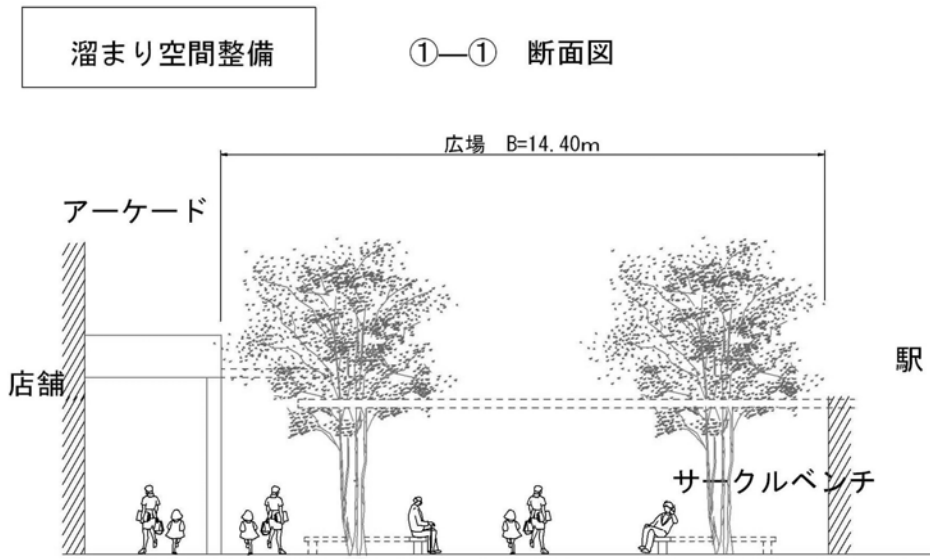 溜まり空間整備
①―① 断面図
広場 B=14.40m
アーケード
店舗
駅
サークルベンチ